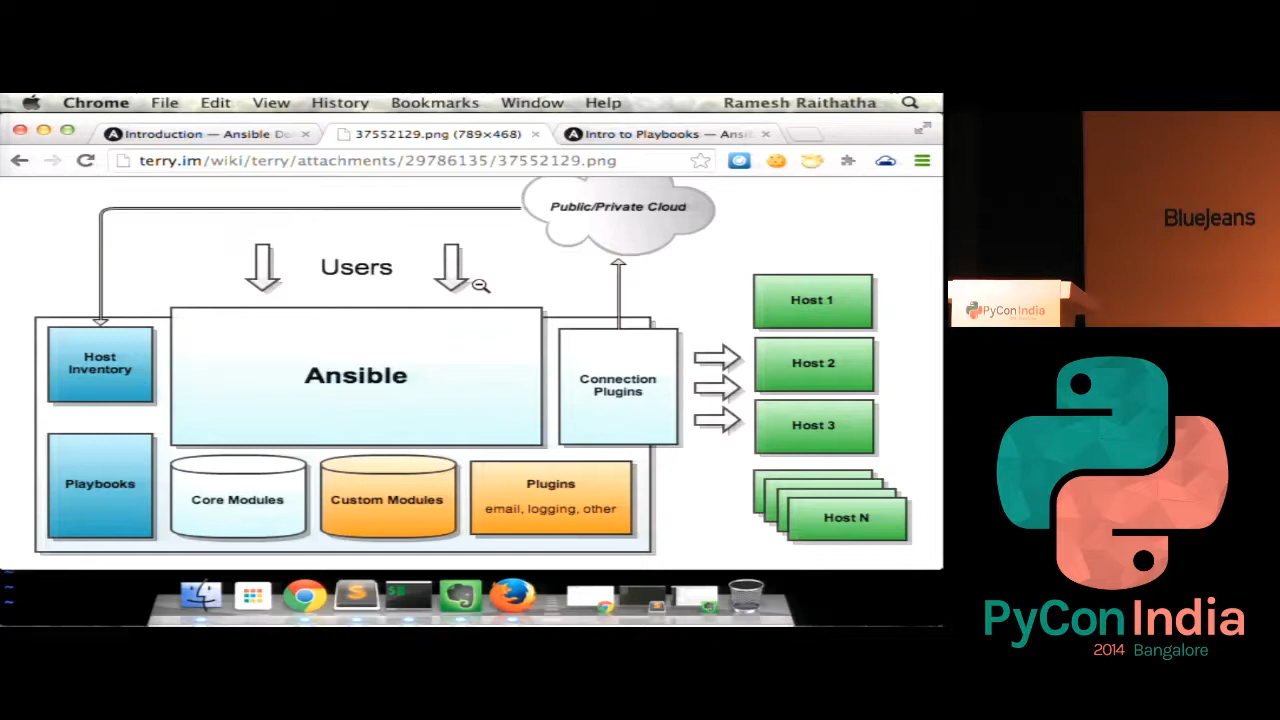 Chrome File Edit View History Bookmarks Window Help Ramesh Raithatha
Introduction — Ansible Do
37552129.png (789×468)
Intro to Playbooks — Ansi
terry.im/wiki/terry/attachments/29786135/37552129.png
Public/Private Cloud
Users
Host
Inventory
Ansible
Connection
Plugins
Host 1
Host 2
Host 3
Host N
Playbooks
Core Modules
Custom Modules
Plugins
email, logging, other
BlueJeans
PyCon India
PyCon India
2014 Bangalore